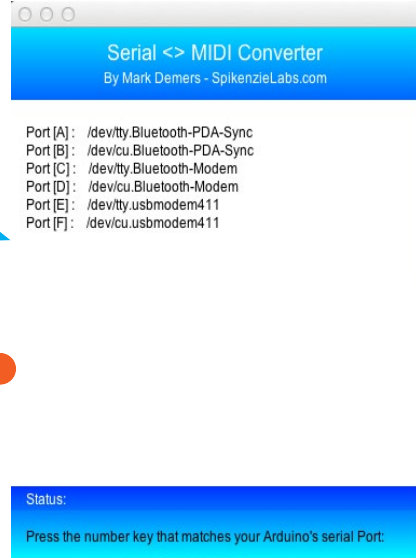 Serial <> MIDI Converter
By Mark Demers - SpikenzieLabs.com
Port [A] : /dev/tty.Bluetooth-PDA-Sync
Port [B] : /dev/cu.Bluetooth-PDA-Sync
Port [C] : /dev/tty.Bluetooth-Modem
Port [D] : /dev/cu.Bluetooth-Modem
Port [E] : /dev/tty.usbmodem411
Port [F] : /dev/cu.usbmodem411
Status:
Press the number key that matches your Arduino's serial Port: